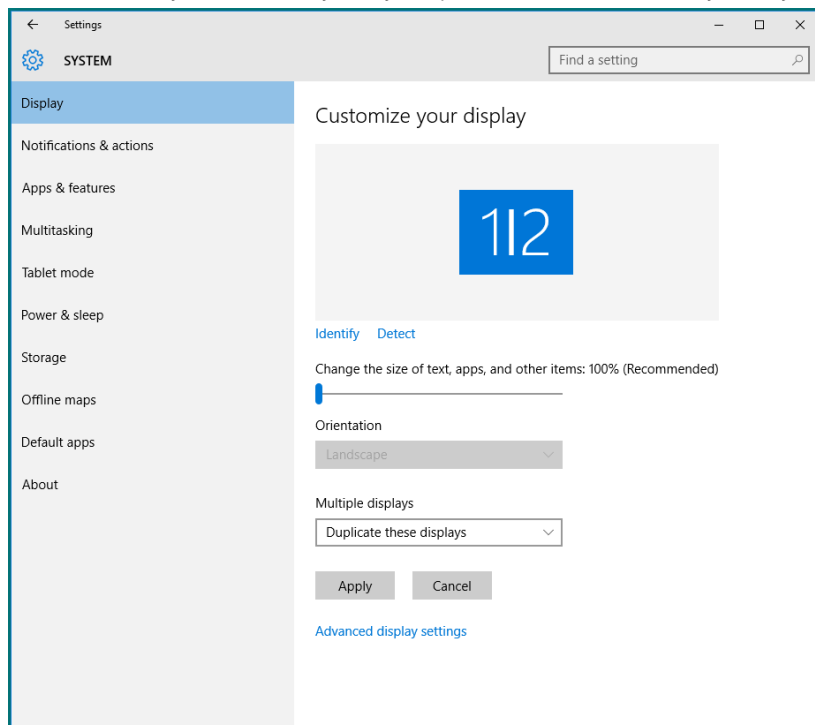 Settings
SYSTEM
Find a setting
Display
Notifications & actions
Apps & features
Multitasking
Tablet mode
Power & sleep
Storage
Offline maps
Default apps
About
Customize your display
1|2
Identify Detect
Change the size of text, apps, and other items: 100% (Recommended)
Orientation
Landscape
Multiple displays
Duplicate these displays
Apply Cancel
Advanced display settings